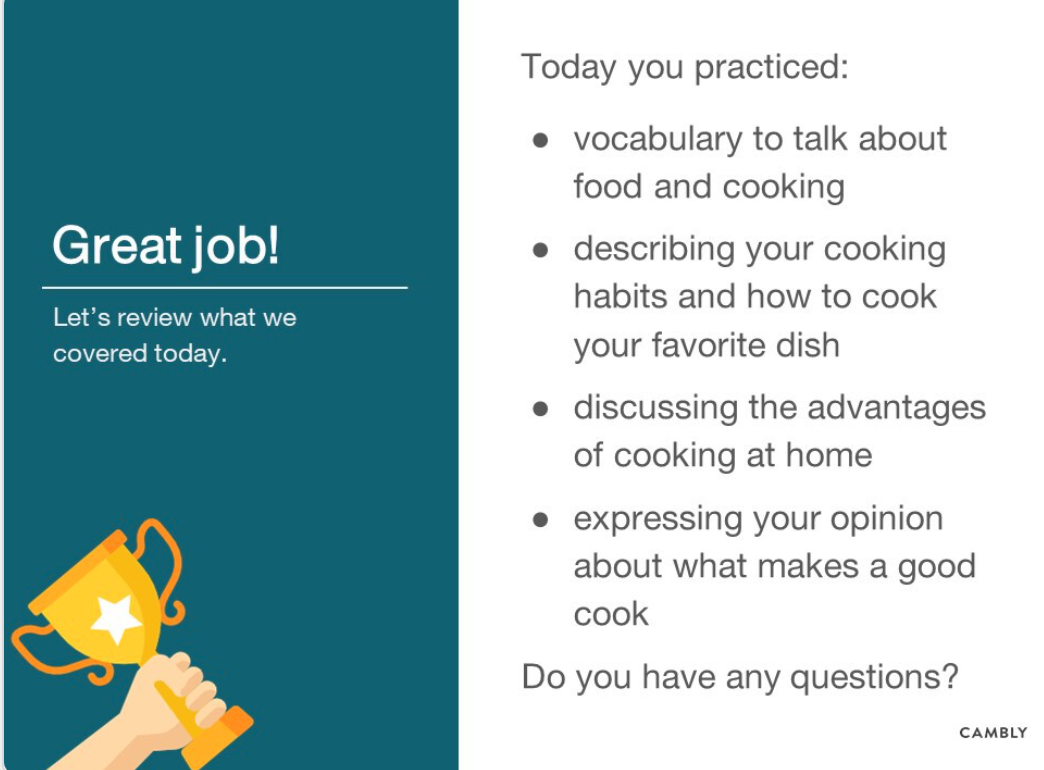 Great job!
Let's review what we
covered today.
Today you practiced:
● vocabulary to talk about
food and cooking
● describing your cooking
habits and how to cook
your favorite dish
● discussing the advantages
of cooking at home
● expressing your opinion
about what makes a good
cook
Do you have any questions?
CAMBLY